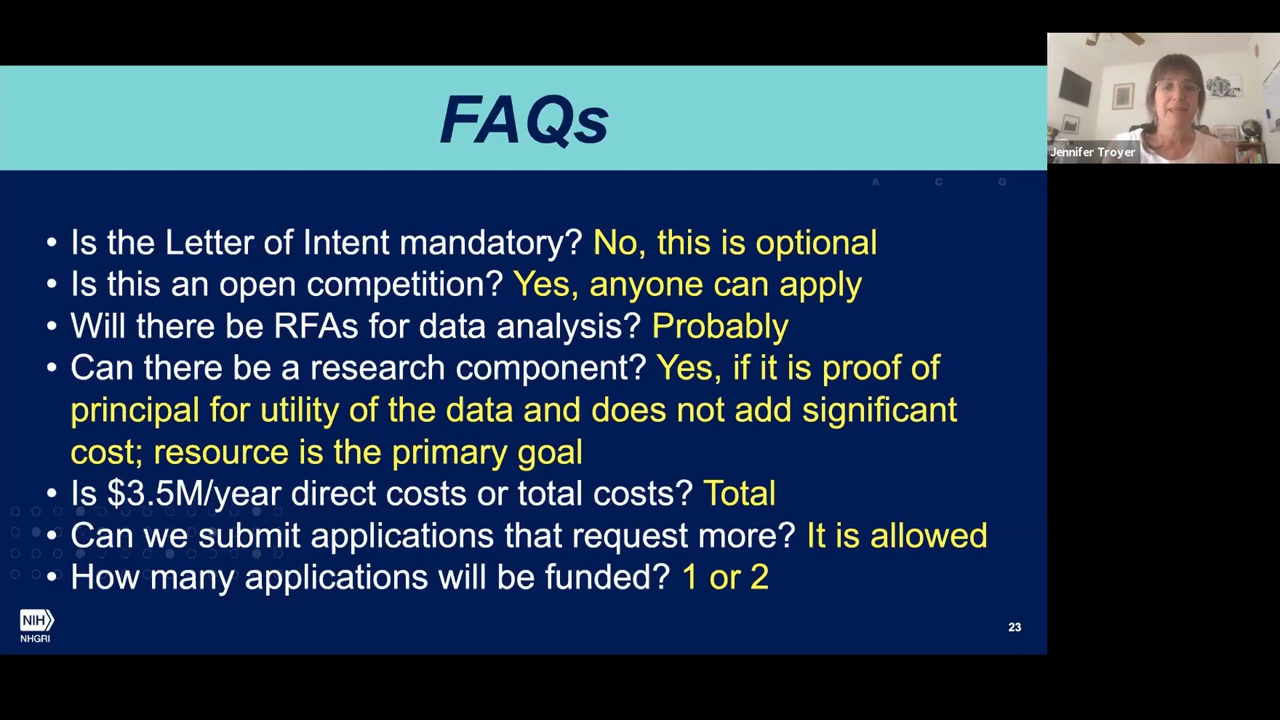 FAQs
Jennifer Troyer
A C G
• Is the Letter of Intent mandatory? No, this is optional
• Is this an open competition? Yes, anyone can apply
• Will there be RFAs for data analysis? Probably
• Can there be a research component? Yes, if it is proof of
principal for utility of the data and does not add significant
cost; resource is the primary goal
• Is $3.5M/year direct costs or total costs? Total
• Can we submit applications that request more? It is allowed
• How many applications will be funded? 1 or 2
NIH
NHGRI
23